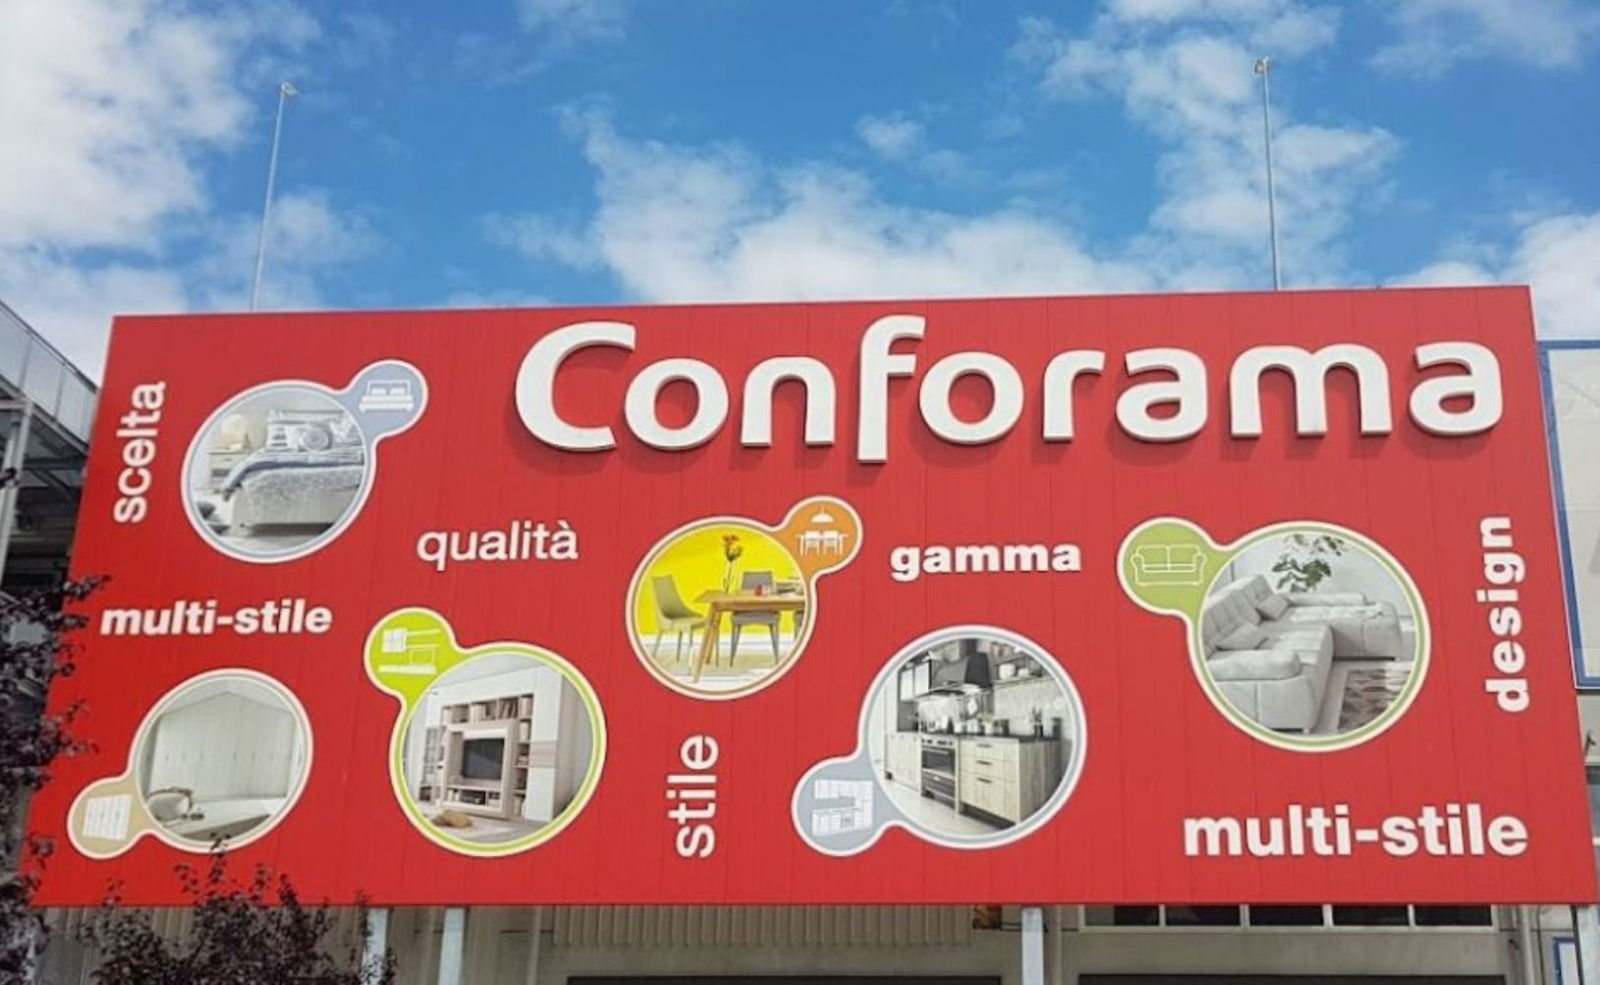 Conforama
scelta
qualità
gamma
design
multi-stile
stile
multi-stile